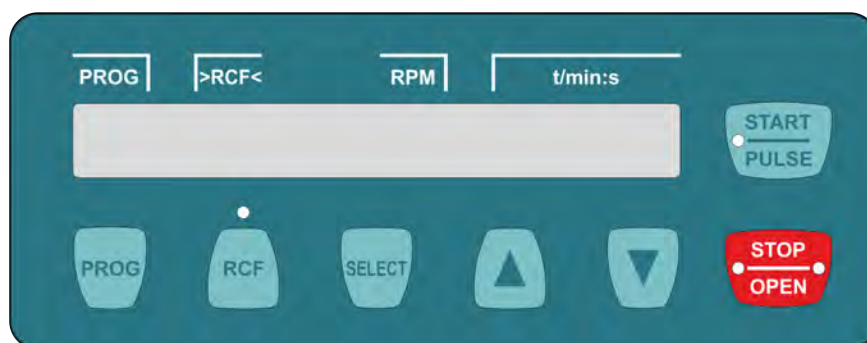 PROG >RCF< RPM t/min:s
START
PULSE
PROG RCF SELECT
STOP
OPEN